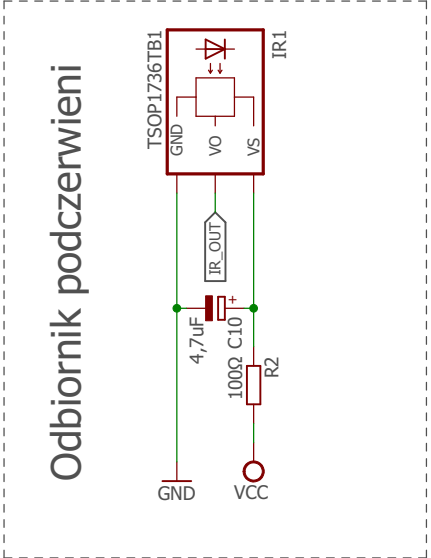 Odbiornik podczerwieni
TSOP1736TB1
IR1
GND
VO
VS
IR_OUT
+
4,7uF
C10
100Ω
R2
GND
VCC